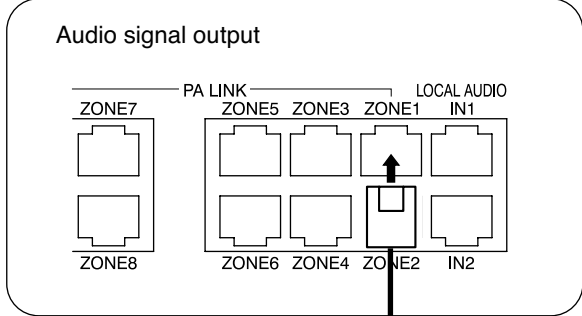 Audio signal output
PA LINK LOCAL AUDIO
ZONE7 ZONE5 ZONE3 ZONE1 IN1
ZONE8 ZONE6 ZONE4 ZONE2 IN2